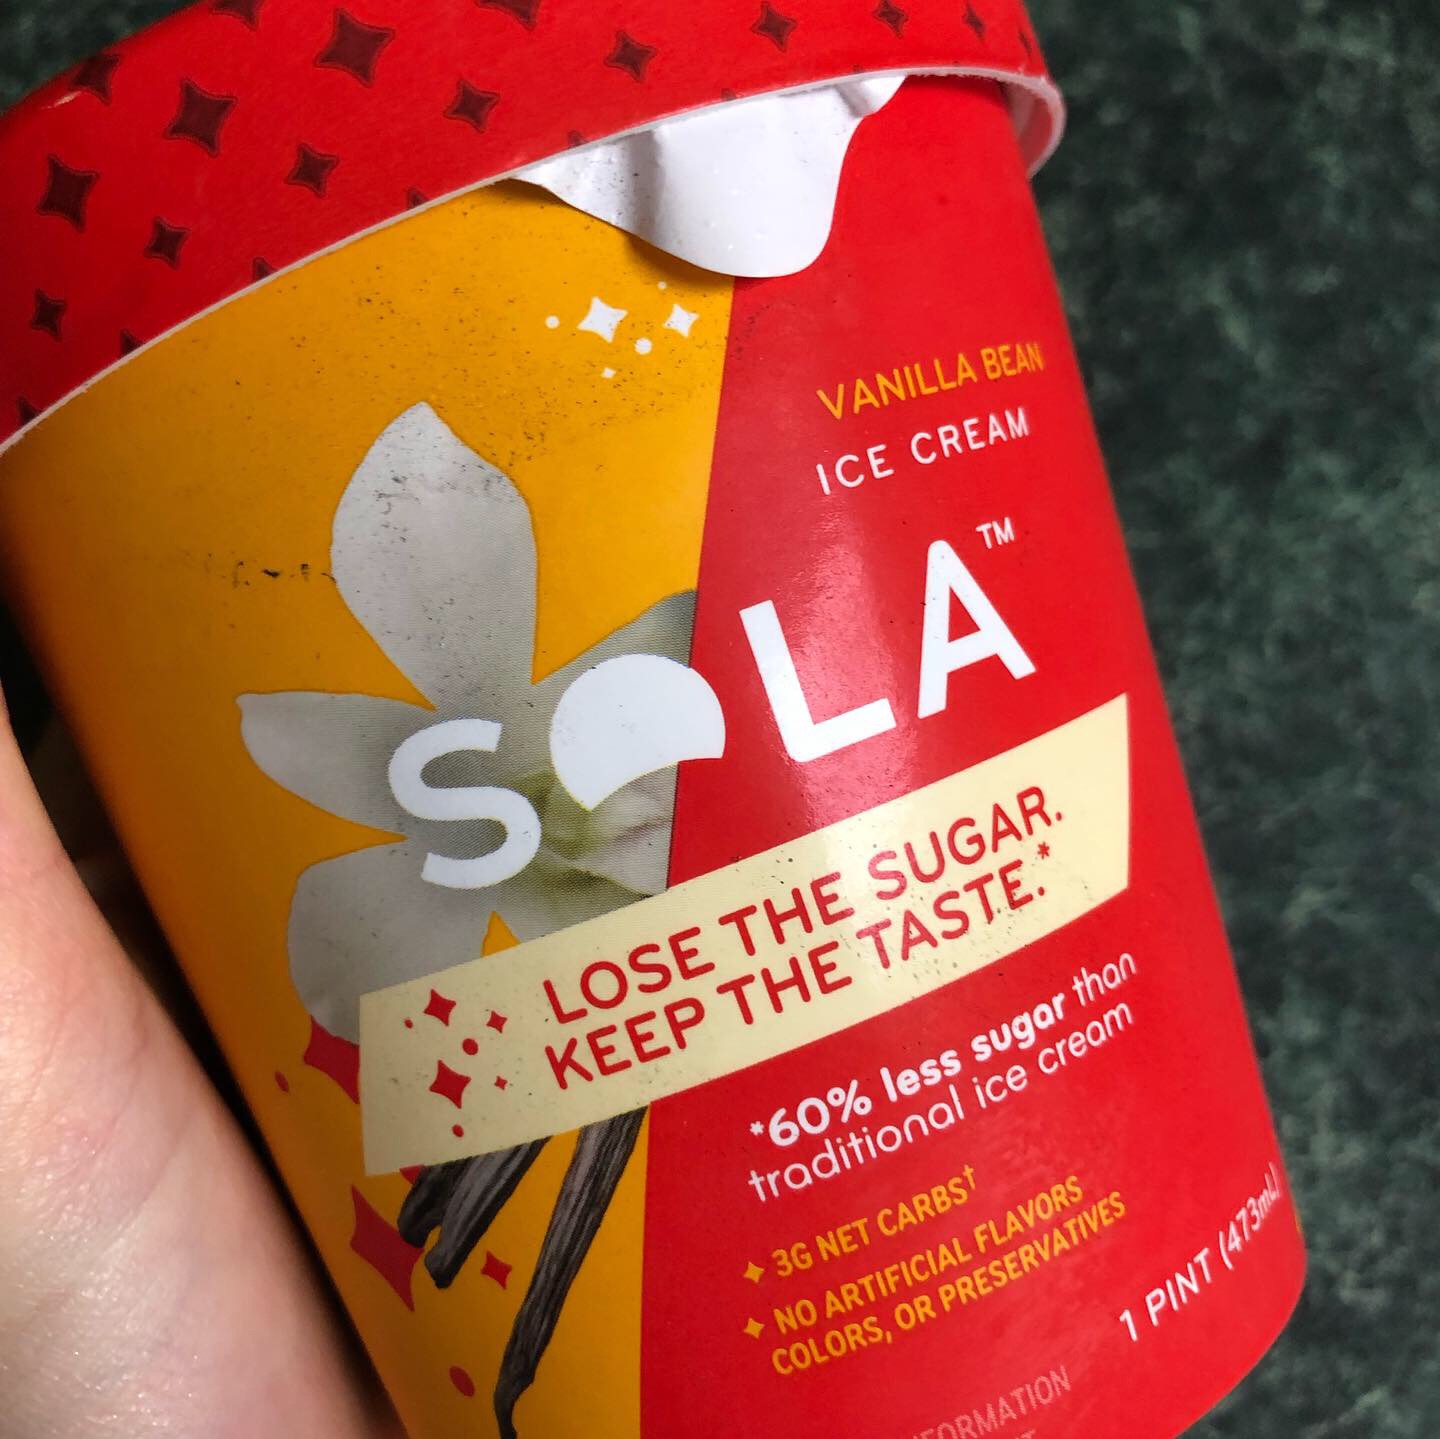 VANILLA BEAN
ICE CREAM
SOLA™
LOSE THE SUGAR.
KEEP THE TASTE.*
*60% less sugar than
traditional ice cream
3G NET CARBS†
NO ARTIFICIAL FLAVORS
COLORS, OR PRESERVATIVES
1 PINT (473mL)